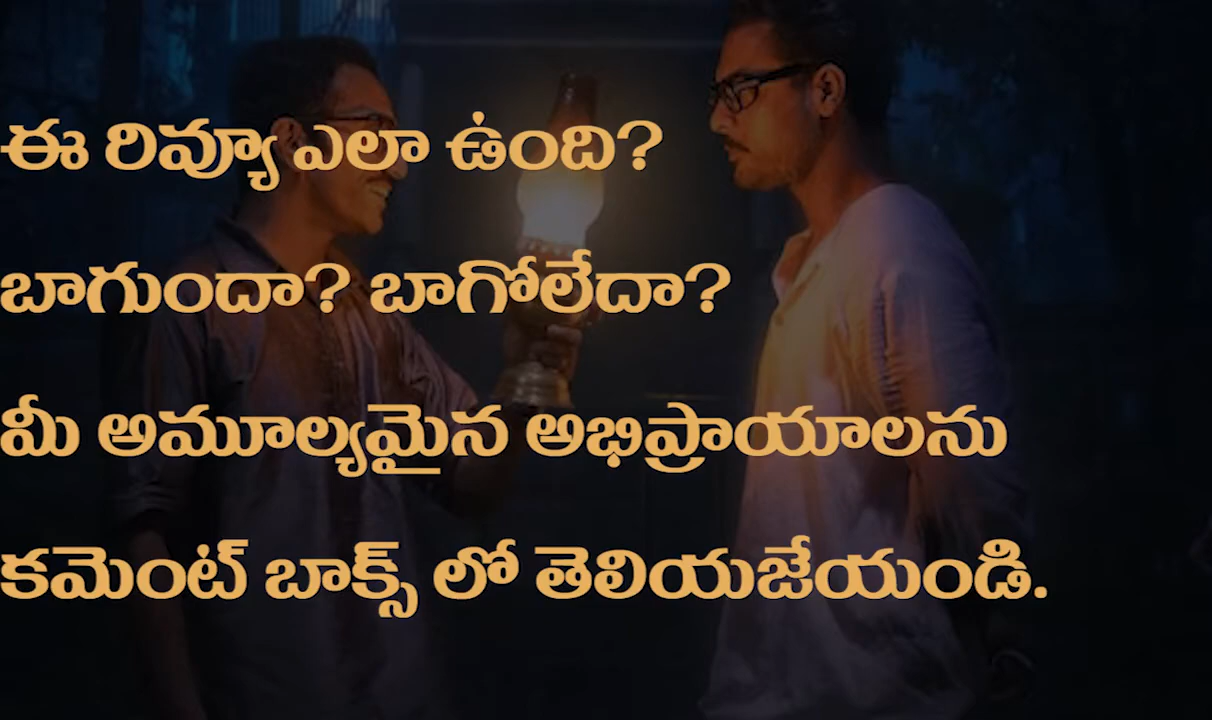 ఈ రివ్యూ ఎలా ఉంది?
బాగుందా? బాగోలేదా?
మీ అమూల్యమైన అభిప్రాయాలను
కమెంట్ బాక్స్ లో తెలియజేయండి.